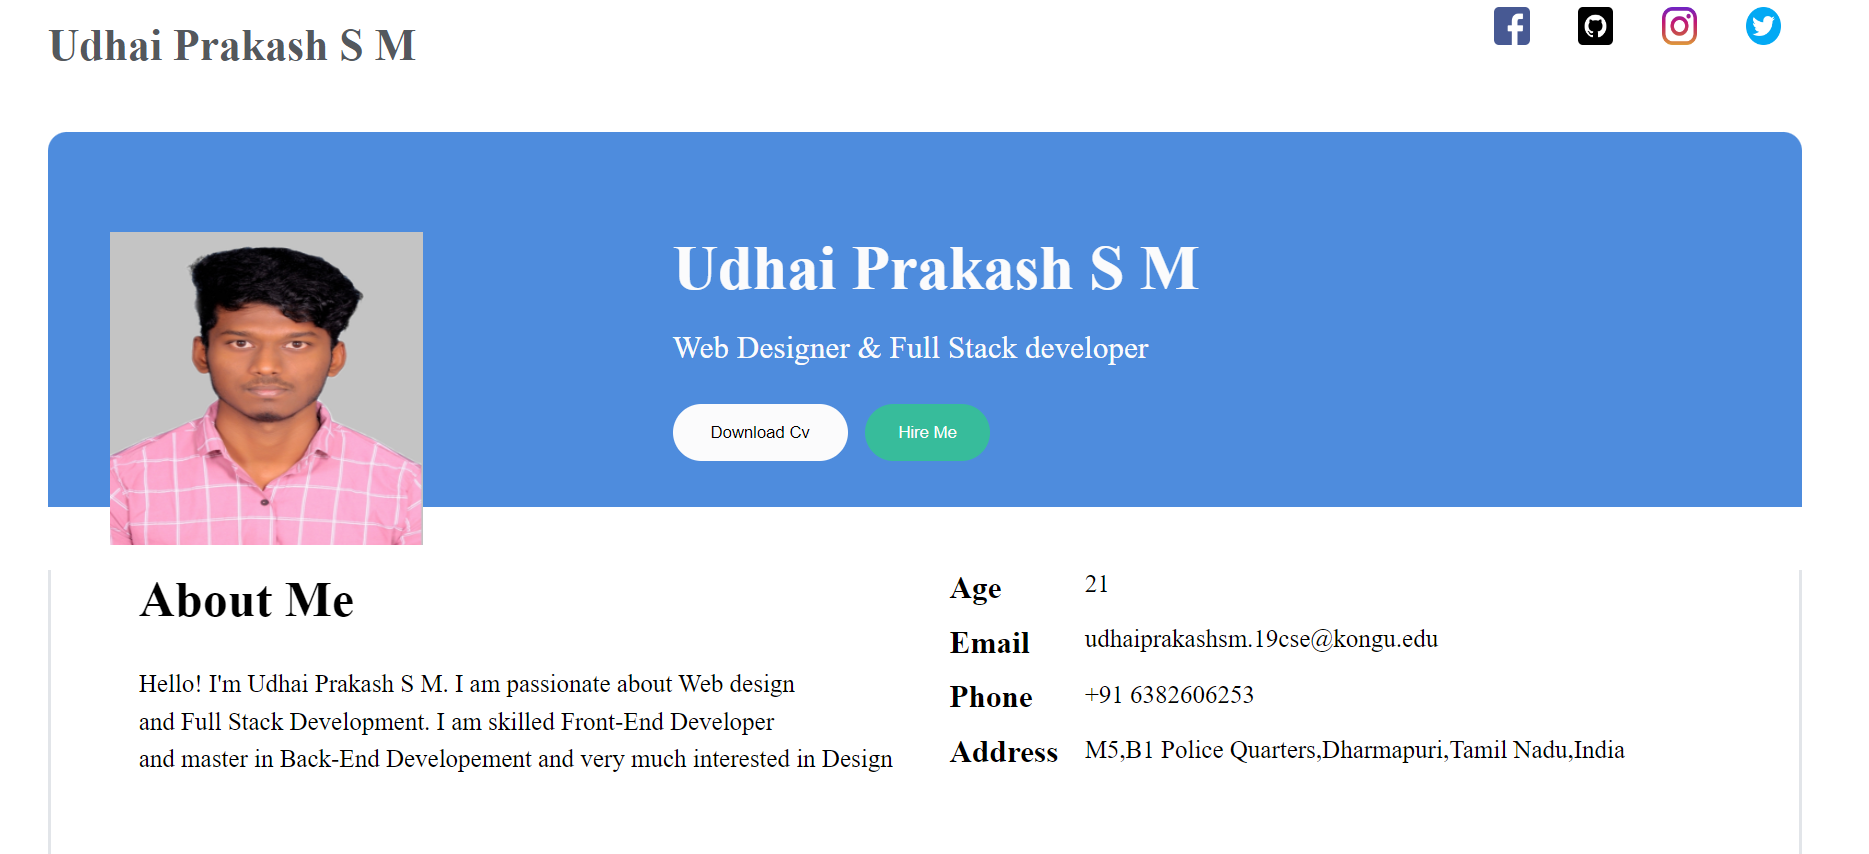 Udhai Prakash S M
Udhai Prakash S M
Web Designer & Full Stack developer
Download Cv
Hire Me
About Me
Hello! I'm Udhai Prakash S M. I am passionate about Web design
and Full Stack Development. I am skilled Front-End Developer
and master in Back-End Developement and very much interested in Design
Age 21
Email udhaiprakashsm.19cse@kongu.edu
Phone +91 6382606253
Address M5,B1 Police Quarters,Dharmapuri,Tamil Nadu,India